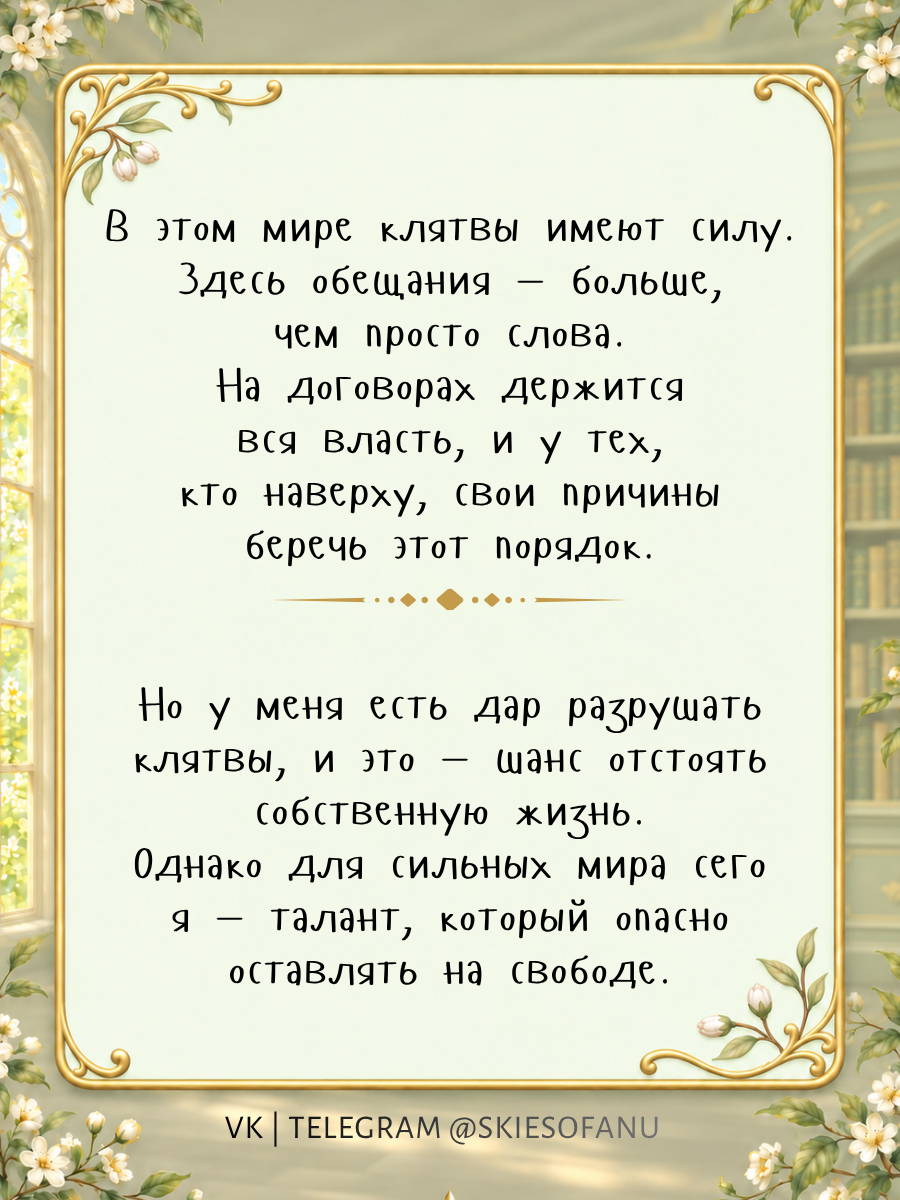 В этом мире клятвы имеют силу.
Здесь обещания — больше,
чем просто слова.
На договорах держится
вся власть, и у тех,
кто наверху, свои причины
беречь этот порядок.
Но у меня есть дар разрушать
клятвы, и это — шанс отстоять
собственную жизнь.
Однако для сильных мира сего
я — талант, который опасно
оставлять на свободе.
VK | TELEGRAM @SKIESOFANU